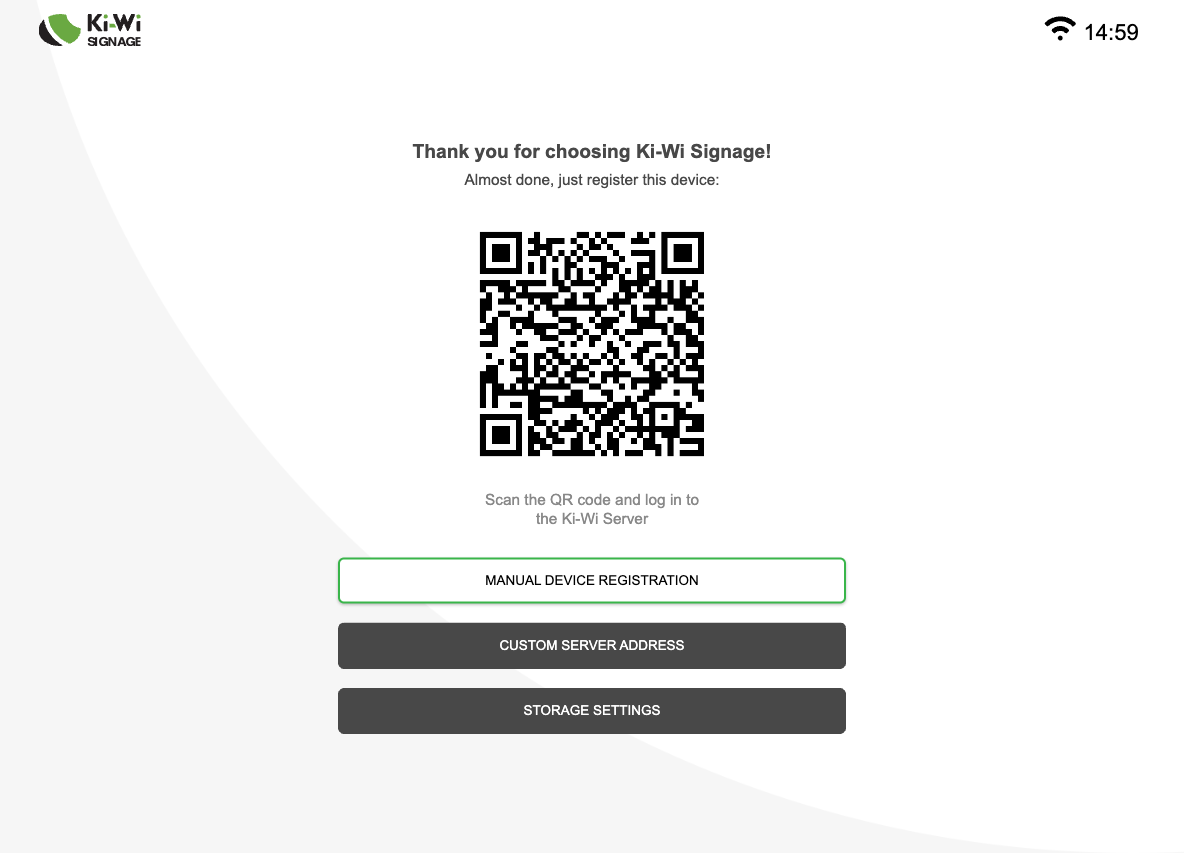 Ki-Wi
SIGNAGE
14:59
Thank you for choosing Ki-Wi Signage!
Almost done, just register this device:
Scan the QR code and log in to
the Ki-Wi Server
MANUAL DEVICE REGISTRATION
CUSTOM SERVER ADDRESS
STORAGE SETTINGS